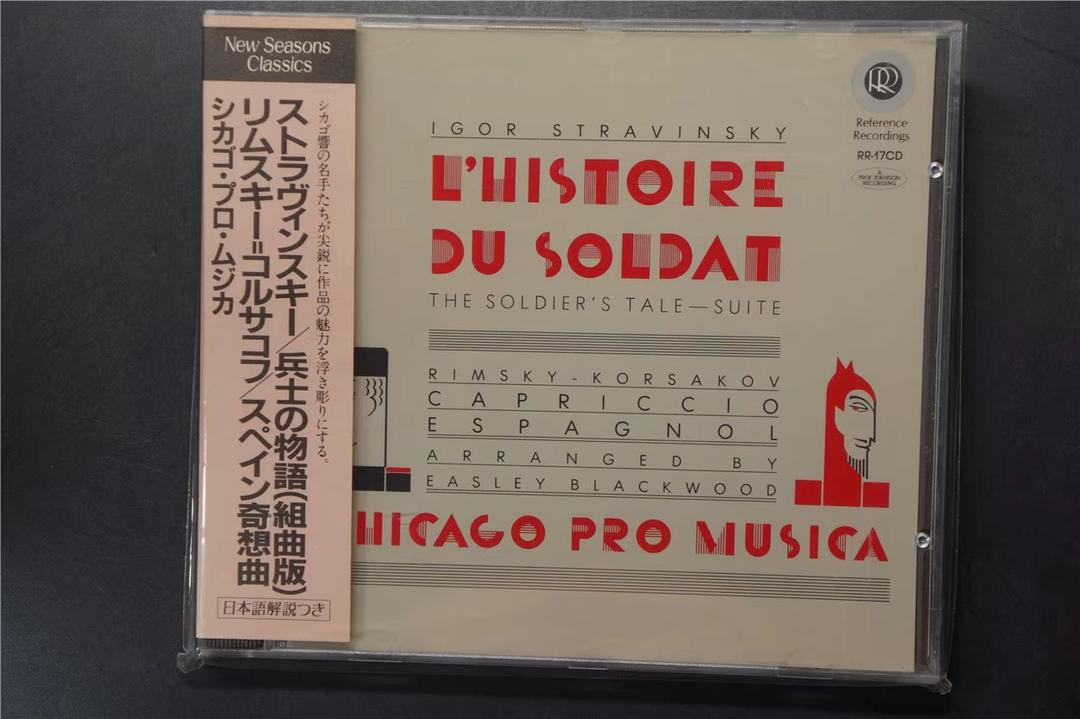 New Seasons
Classics
シカゴ響の名手たちが尖鋭に作品の魅力を浮き彫りにする。
ストラヴィンスキー/兵士の物語(組曲版)
リムスキー=コルサコフ/スペイン奇想曲
シカゴ・プロ・ムジカ
日本語解説つき
IGOR STRAVINSKY
L'HISTOIRE
DU SOLDAT
THE SOLDIER'S TALE—SUITE
RIMSKY-KORSAKOV
CAPRICCIO
ESPAGNOL
ARRANGED BY
EASLEY BLACKWOOD
HICAGO PRO MUSICA
RR
Reference
Recordings
RR-17CD
A
PROF. JOHNSON
RECORDING